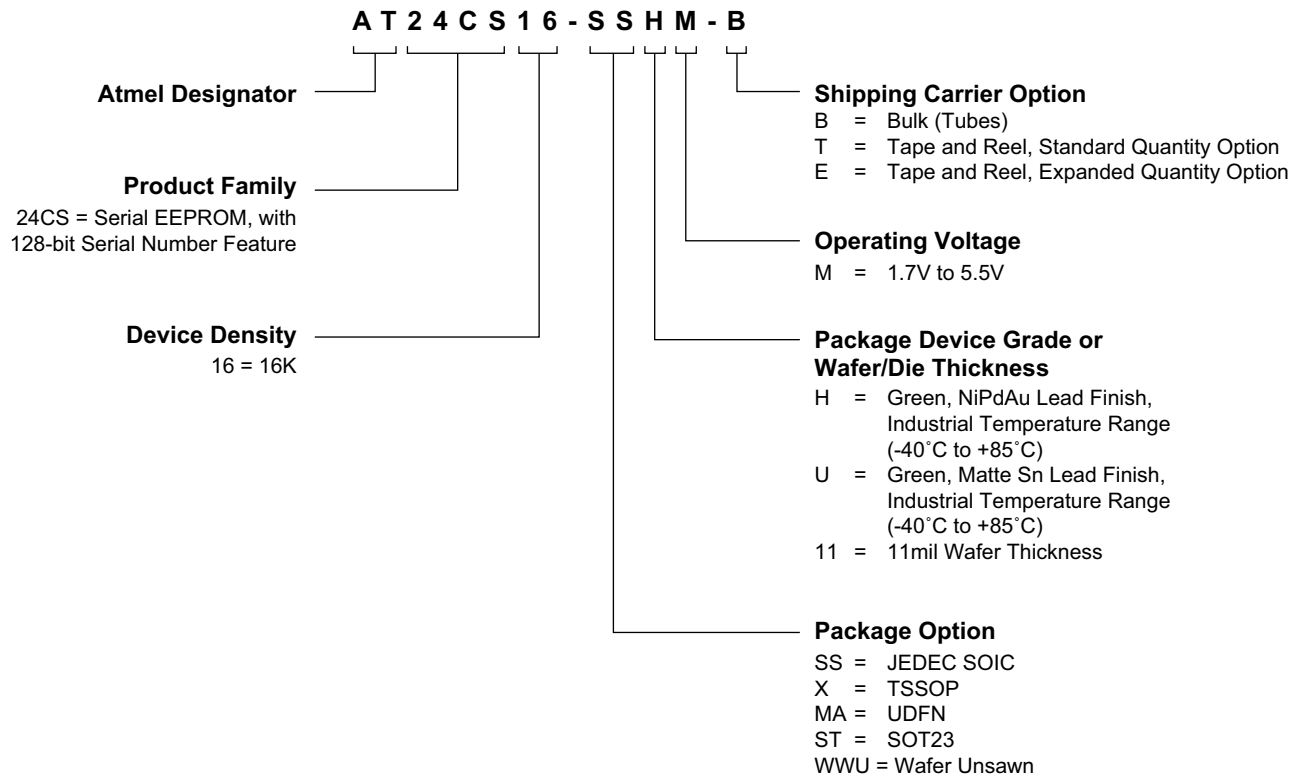 AT24CS16-SSHM-B
Atmel Designator
Product Family
24CS = Serial EEPROM, with
128-bit Serial Number Feature
Device Density
16 = 16K
Shipping Carrier Option
B = Bulk (Tubes)
T = Tape and Reel, Standard Quantity Option
E = Tape and Reel, Expanded Quantity Option
Operating Voltage
M = 1.7V to 5.5V
Package Device Grade or
Wafer/Die Thickness
H = Green, NiPdAu Lead Finish,
Industrial Temperature Range
(-40˚C to +85˚C)
U = Green, Matte Sn Lead Finish,
Industrial Temperature Range
(-40˚C to +85˚C)
11 = 11mil Wafer Thickness
Package Option
SS = JEDEC SOIC
X = TSSOP
MA = UDFN
ST = SOT23
WWU = Wafer Unsawn